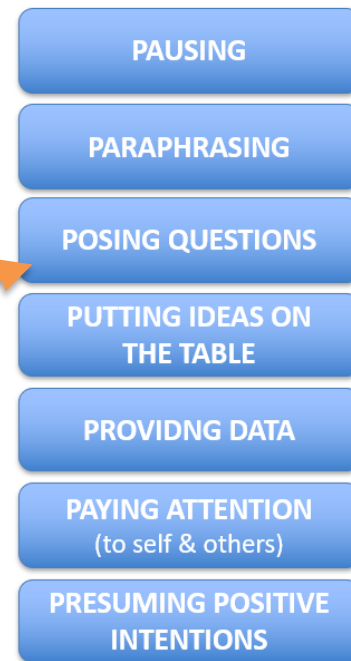 PAUSING
PARAPHRASING
POSING QUESTIONS
PUTTING IDEAS ON
THE TABLE
PROVIDNG DATA
PAYING ATTENTION
(to self & others)
PRESUMING POSITIVE
INTENTIONS